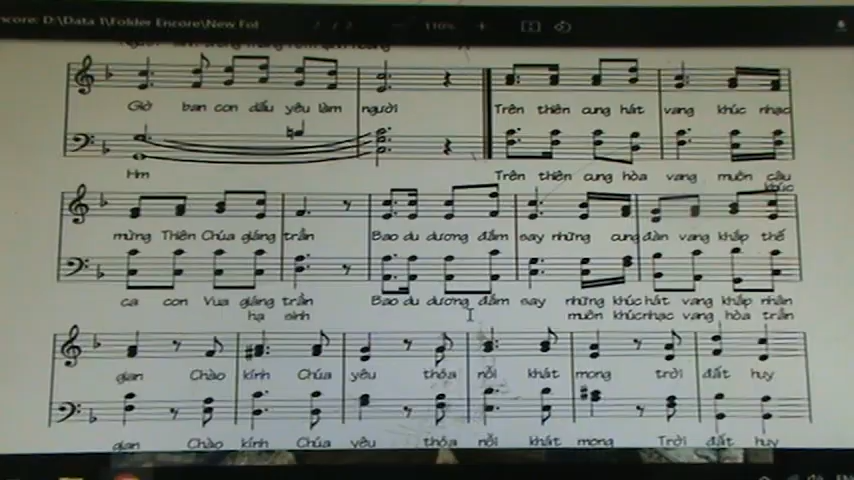 ncore: D:\Data 1\Folder Encore\New Fol
2 / 2 — 110% +
Giờ ban con dấu yêu làm người Trên thiên cung hát vang khúc nhạc
Hm Trên thiên cung hòa vang muôn câu
khúc
mừng Thiên Chúa giáng trần Bao du dương đắm say những cung đàn vang khắp thế
ca con Vua giáng trần Bao du dương đắm say những khúc hát vang khắp nhân
hạ sinh muôn khúc nhạc vang hòa trần
gian Chào kính Chúa yêu thỏa nỗi khát mong trời đất huy
gian Chào kính Chúa yêu thỏa nỗi khát mong Trời đất huy